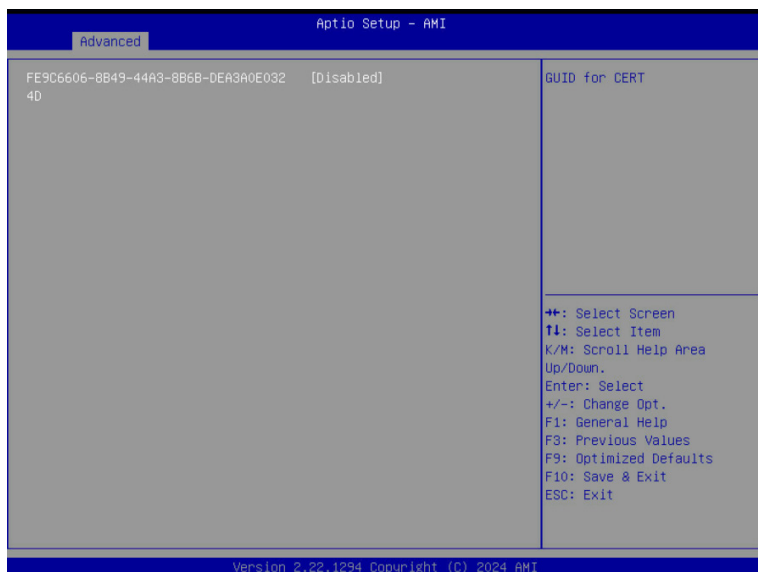 Aptio Setup - AMI
Advanced
FE9C6606-8B49-44A3-8B6B-DEA3A0E032 [Disabled]
4D
GUID for CERT
→←: Select Screen
↑↓: Select Item
K/M: Scroll Help Area
Up/Down.
Enter: Select
+/-: Change Opt.
F1: General Help
F3: Previous Values
F9: Optimized Defaults
F10: Save & Exit
ESC: Exit
Version 2.22.1294 Copyright (C) 2024 AMI